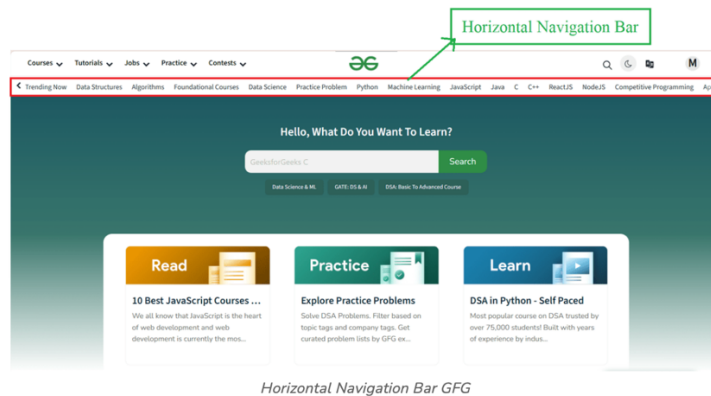 Horizontal Navigation Bar
Courses Tutorials Jobs Practice Contests
M
Trending Now Data Structures Algorithms Foundational Courses Data Science Practice Problem Python Machine Learning JavaScript Java C C++ ReactJS NodeJS Competitive Programming Ap
Hello, What Do You Want To Learn?
GeeksforGeeks C Search
Data Science & ML GATE: DS & AI DSA: Basic To Advanced Course
Read Practice Learn
10 Best JavaScript Courses ... Explore Practice Problems DSA in Python - Self Paced
We all know that JavaScript is the heart Solve DSA Problems. Filter based on Most popular course on DSA trusted by
of web development and web topic tags and company tags. Get over 75,000 students! Built with years
development is currently the mos... curated problem lists by GFG ex... of experience by indus...
Horizontal Navigation Bar GFG